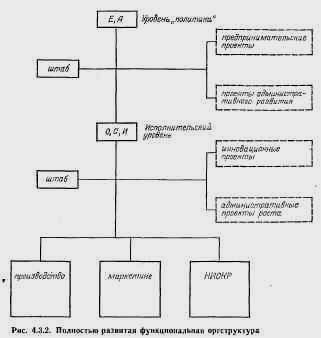 Е, А
Уровень „политики"
предпринимательские
проекты
штаб
проекты администра-
тивного развития
О, С, И
Исполнительский
уровень
инновационные
проекты
штаб
административные
проекты роста
производство
маркетинг
НИОКР
Рис. 4.3.2. Полностью развитая функциональная оргструктура